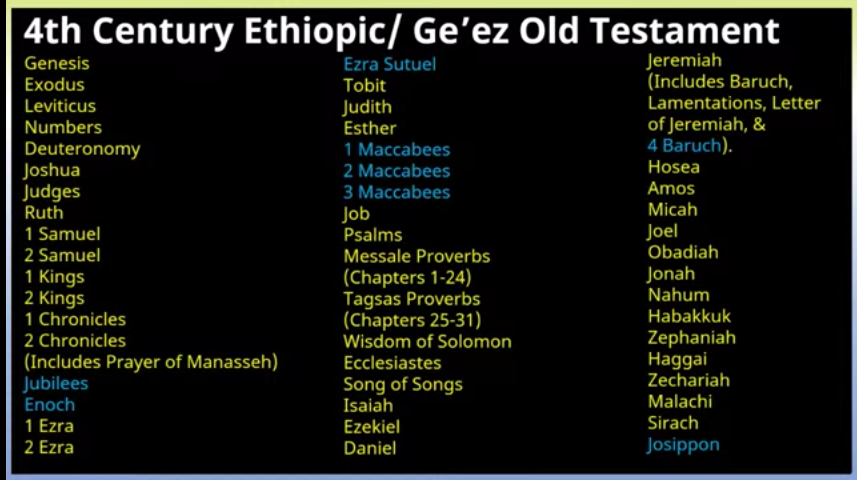 4th Century Ethiopic/ Ge’ez Old Testament
Genesis
Exodus
Leviticus
Numbers
Deuteronomy
Joshua
Judges
Ruth
1 Samuel
2 Samuel
1 Kings
2 Kings
1 Chronicles
2 Chronicles
(Includes Prayer of Manasseh)
Jubilees
Enoch
1 Ezra
2 Ezra
Ezra Sutuel
Tobit
Judith
Esther
1 Maccabees
2 Maccabees
3 Maccabees
Job
Psalms
Messale Proverbs
(Chapters 1-24)
Tagsas Proverbs
(Chapters 25-31)
Wisdom of Solomon
Ecclesiastes
Song of Songs
Isaiah
Ezekiel
Daniel
Jeremiah
(Includes Baruch,
Lamentations, Letter
of Jeremiah, &
4 Baruch).
Hosea
Amos
Micah
Joel
Obadiah
Jonah
Nahum
Habakkuk
Zephaniah
Haggai
Zechariah
Malachi
Sirach
Josippon